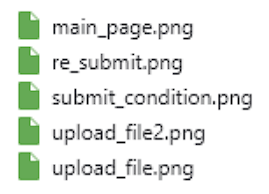 main_page.png
re_submit.png
submit_condition.png
upload_file2.png
upload_file.png